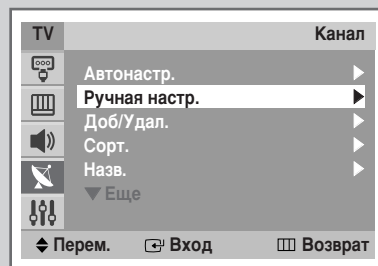 TV Канал
Автонастр.
Ручная настр.
Доб/Удал.
Сорт.
Назв.
Еще
Перем. Вход Возврат